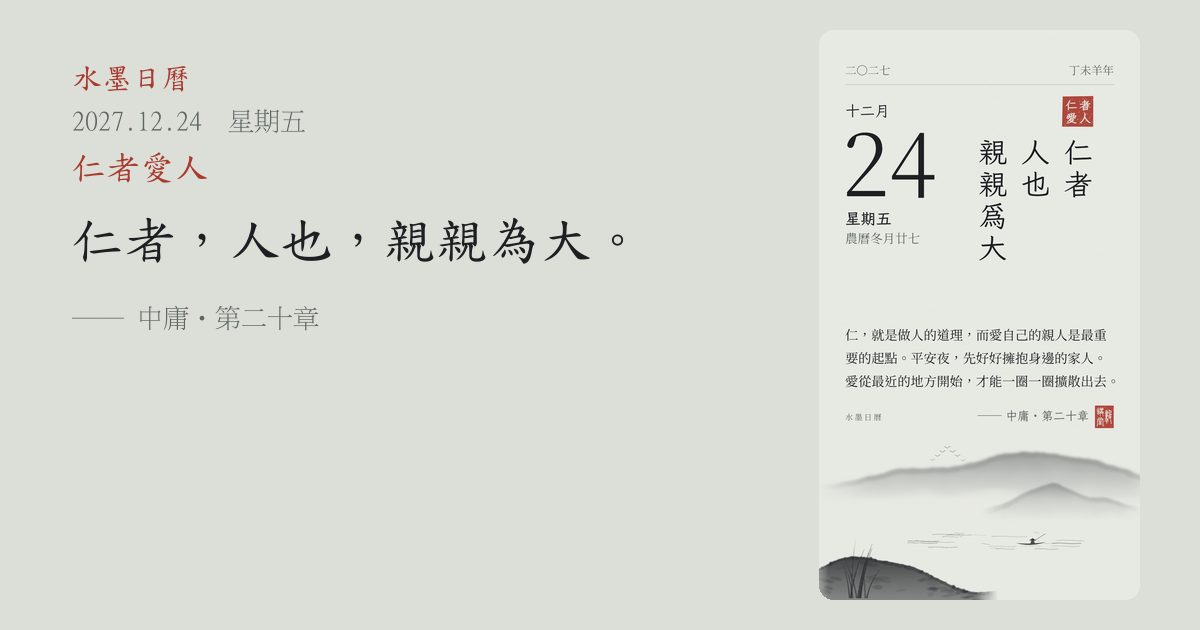 水墨日曆
2027.12.24 星期五
仁者愛人
仁者，人也，親親為大。
—— 中庸・第二十章
二〇二七
丁未羊年
十二月
24
星期五
農曆冬月廿七
仁者愛人
仁者
人也
親親爲大
仁，就是做人的道理，而愛自己的親人是最重
要的起點。平安夜，先好好擁抱身邊的家人。
愛從最近的地方開始，才能一圈一圈擴散出去。
水墨日曆
—— 中庸・第二十章